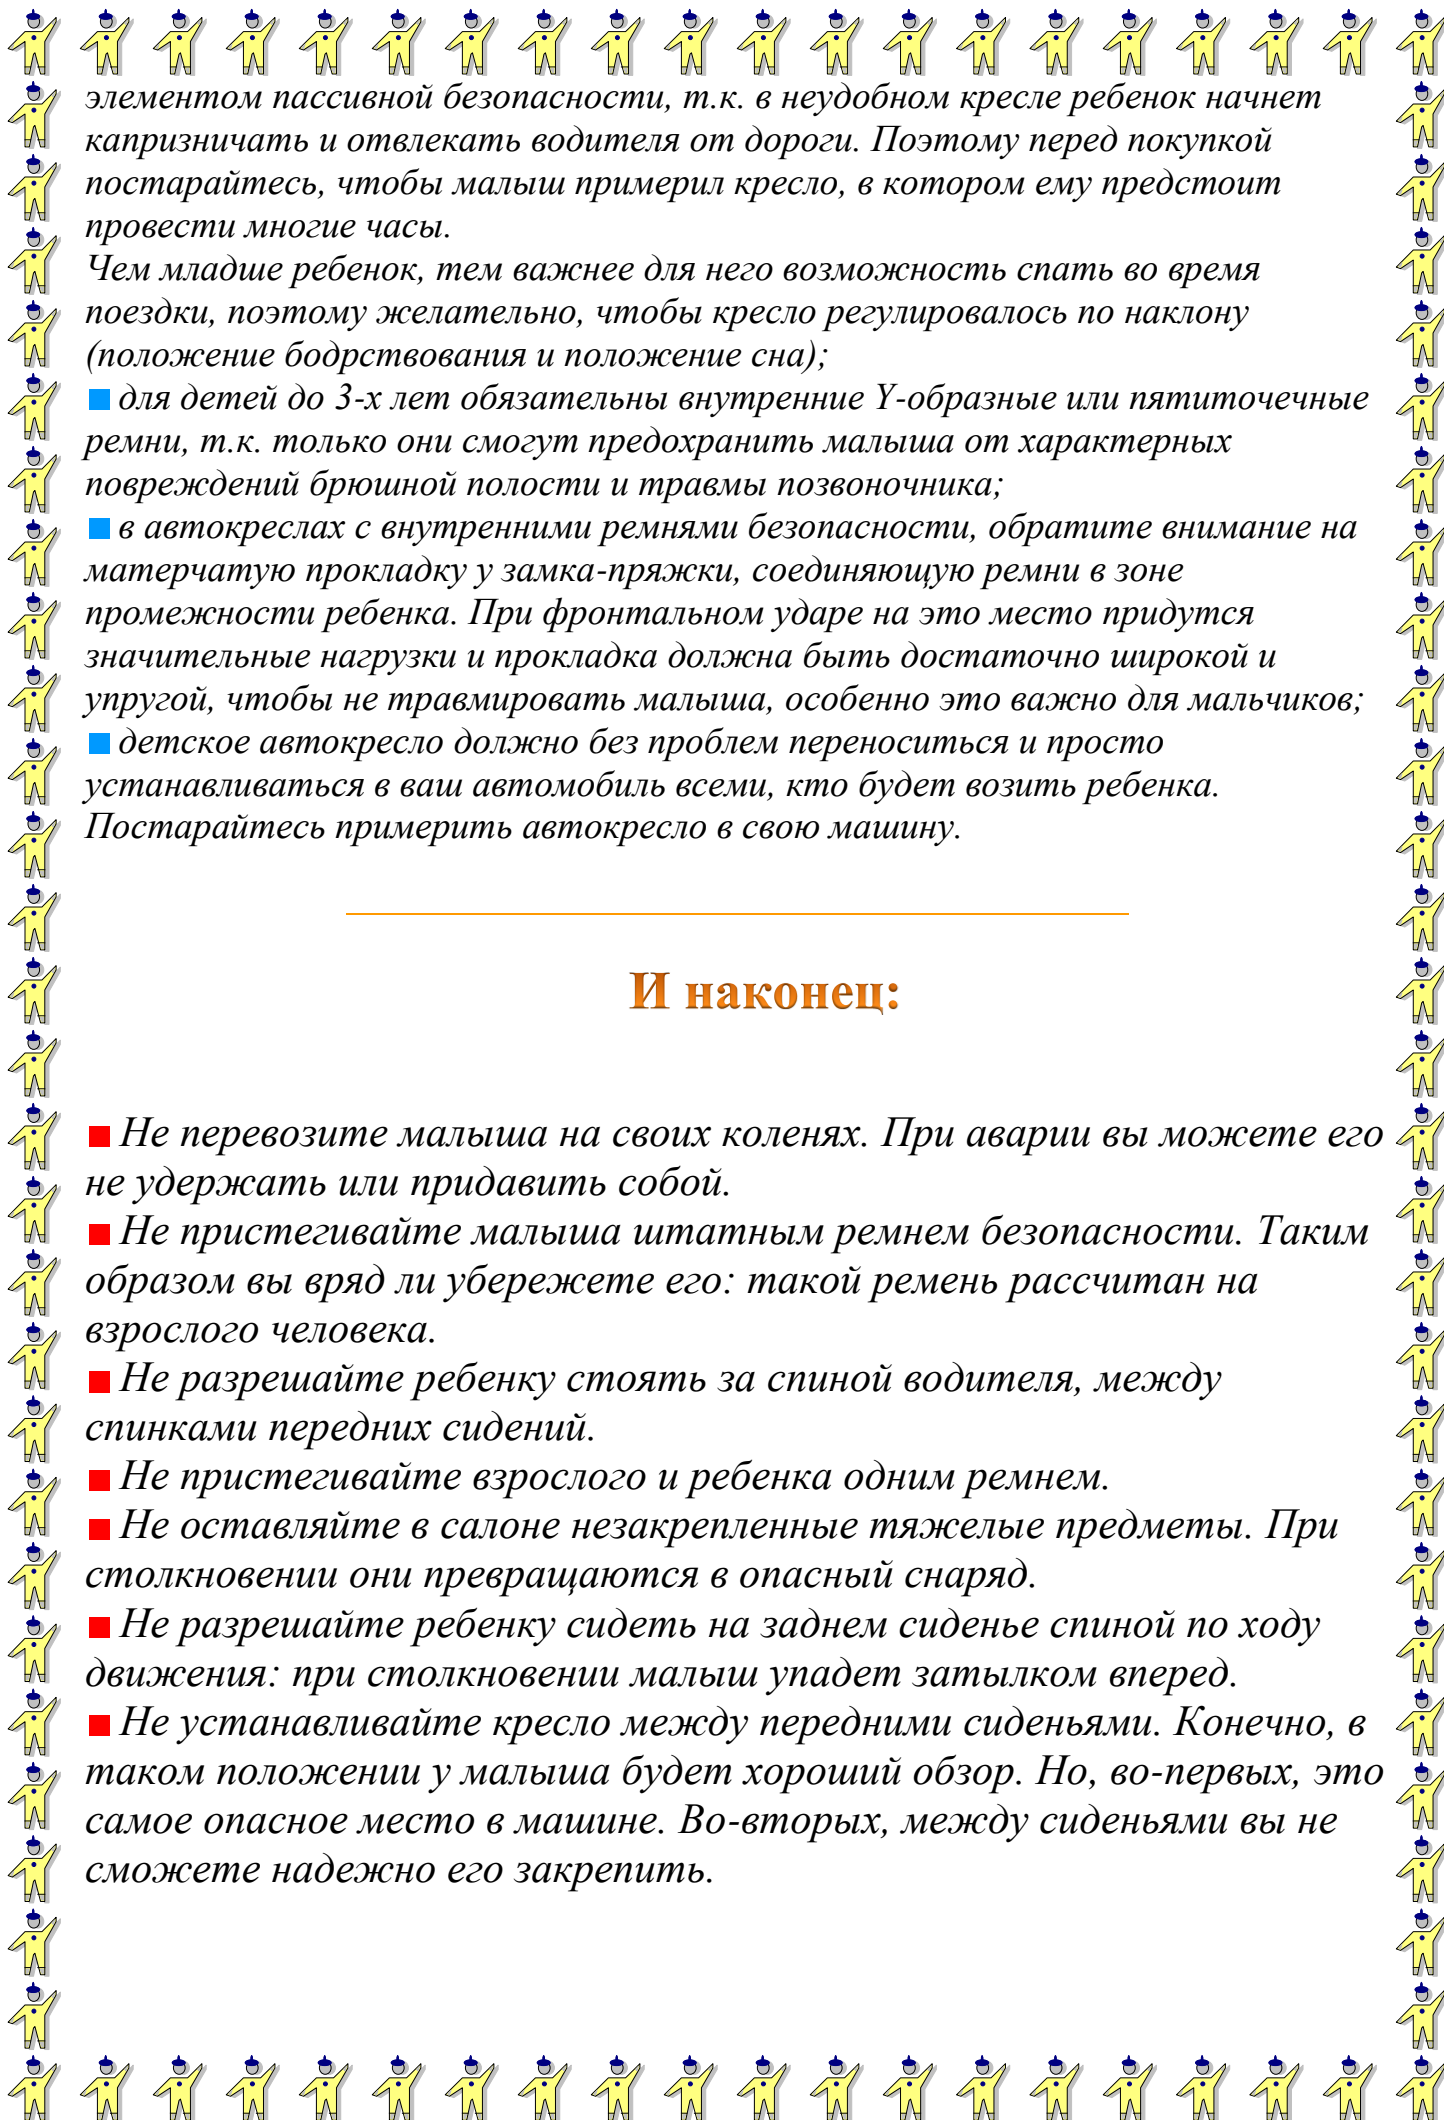 элементом пассивной безопасности, т.к. в неудобном кресле ребенок начнет
капризничать и отвлекать водителя от дороги. Поэтому перед покупкой
постарайтесь, чтобы малыш примерил кресло, в котором ему предстоит
провести многие часы.
Чем младше ребенок, тем важнее для него возможность спать во время
поездки, поэтому желательно, чтобы кресло регулировалось по наклону
(положение бодрствования и положение сна);
для детей до 3-х лет обязательны внутренние Y-образные или пятиточечные
ремни, т.к. только они смогут предохранить малыша от характерных
повреждений брюшной полости и травмы позвоночника;
в автокреслах с внутренними ремнями безопасности, обратите внимание на
матерчатую прокладку у замка-пряжки, соединяющую ремни в зоне
промежности ребенка. При фронтальном ударе на это место придутся
значительные нагрузки и прокладка должна быть достаточно широкой и
упругой, чтобы не травмировать малыша, особенно это важно для мальчиков;
детское автокресло должно без проблем переноситься и просто
устанавливаться в ваш автомобиль всеми, кто будет возить ребенка.
Постарайтесь примерить автокресло в свою машину.
И наконец:
Не перевозите малыша на своих коленях. При аварии вы можете его
не удержать или придавить собой.
Не пристегивайте малыша штатным ремнем безопасности. Таким
образом вы вряд ли убережете его: такой ремень рассчитан на
взрослого человека.
Не разрешайте ребенку стоять за спиной водителя, между
спинками передних сидений.
Не пристегивайте взрослого и ребенка одним ремнем.
Не оставляйте в салоне незакрепленные тяжелые предметы. При
столкновении они превращаются в опасный снаряд.
Не разрешайте ребенку сидеть на заднем сиденье спиной по ходу
движения: при столкновении малыш упадет затылком вперед.
Не устанавливайте кресло между передними сиденьями. Конечно, в
таком положении у малыша будет хороший обзор. Но, во-первых, это
самое опасное место в машине. Во-вторых, между сиденьями вы не
сможете надежно его закрепить.